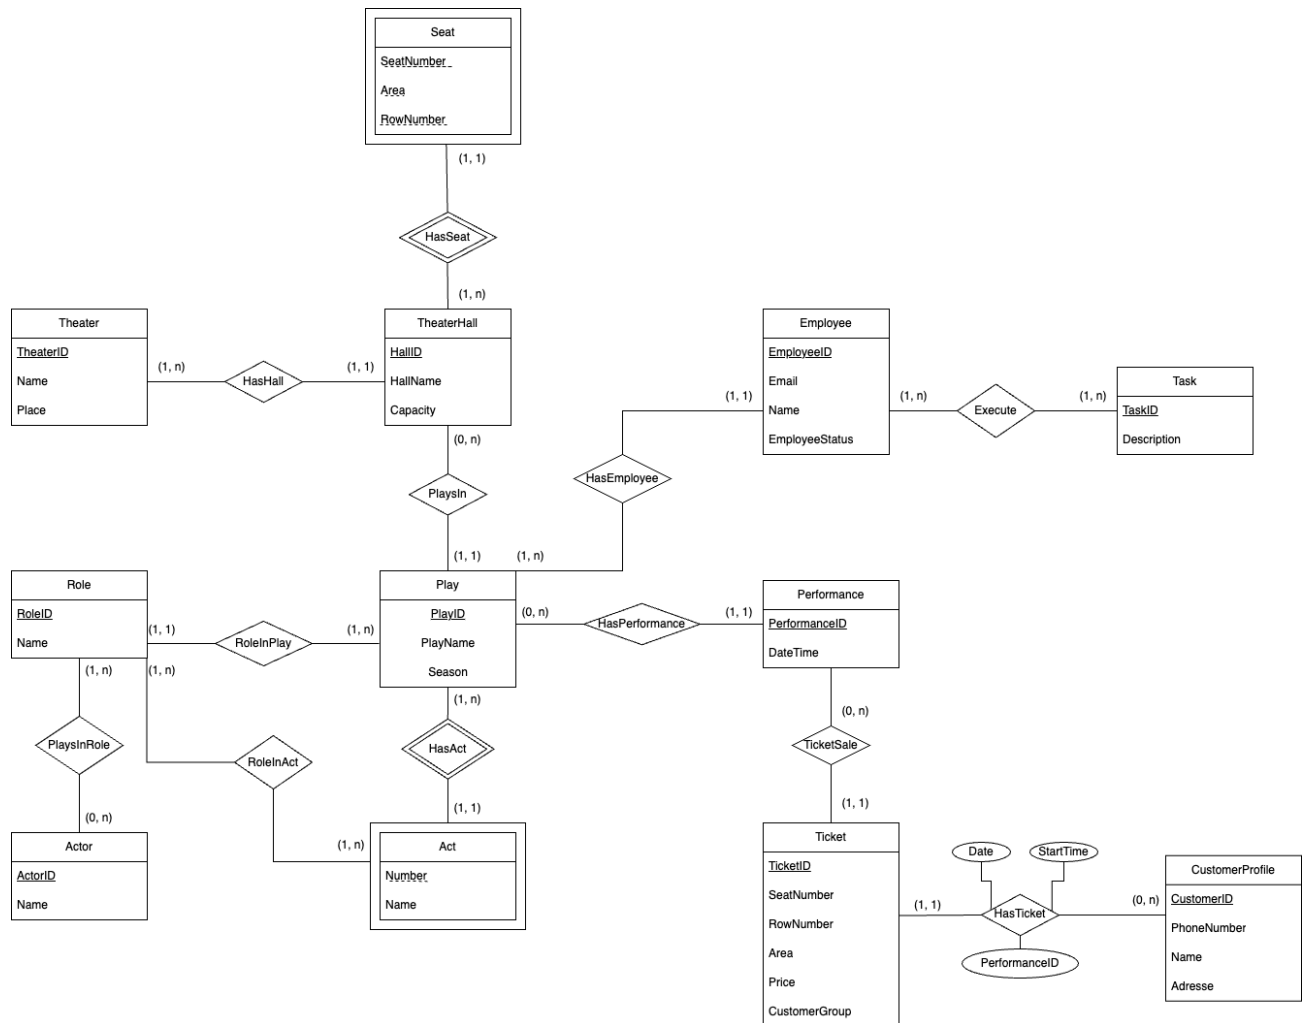 Seat
SeatNumber
Area
RowNumber
(1, 1)
HasSeat
(1, n)
Theater
TheaterID
Name
Place
(1, n)
HasHall
(1, 1)
TheaterHall
HallID
HallName
Capacity
(0, n)
PlaysIn
(1, 1)
Employee
EmployeeID
Email
Name
EmployeeStatus
(1, 1)
HasEmployee
(1, n)
(1, n)
Execute
(1, n)
Task
TaskID
Description
Role
RoleID
Name
(1, 1)
RoleInPlay
(1, n)
Play
PlayID
PlayName
Season
(0, n)
HasPerformance
(1, 1)
Performance
PerformanceID
DateTime
(1, n)
(1, n)
PlaysInRole
(0, n)
RoleInAct
(1, n)
(1, n)
HasAct
(1, 1)
Actor
ActorID
Name
Act
Number
Name
(0, n)
TicketSale
(1, 1)
Ticket
TicketID
SeatNumber
RowNumber
Area
Price
CustomerGroup
(1, 1)
Date
StartTime
HasTicket
PerformanceID
(0, n)
CustomerProfile
CustomerID
PhoneNumber
Name
Adresse